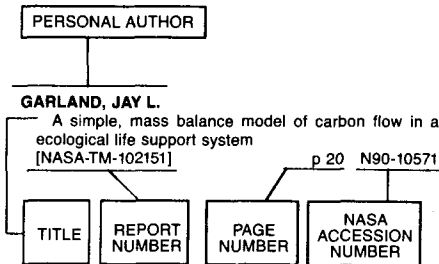 PERSONAL AUTHOR
GARLAND, JAY L.
A simple, mass balance model of carbon flow in a
ecological life support system
[NASA-TM-102151] p 20 N90-10571
TITLE REPORT NUMBER PAGE NUMBER NASA ACCESSION NUMBER